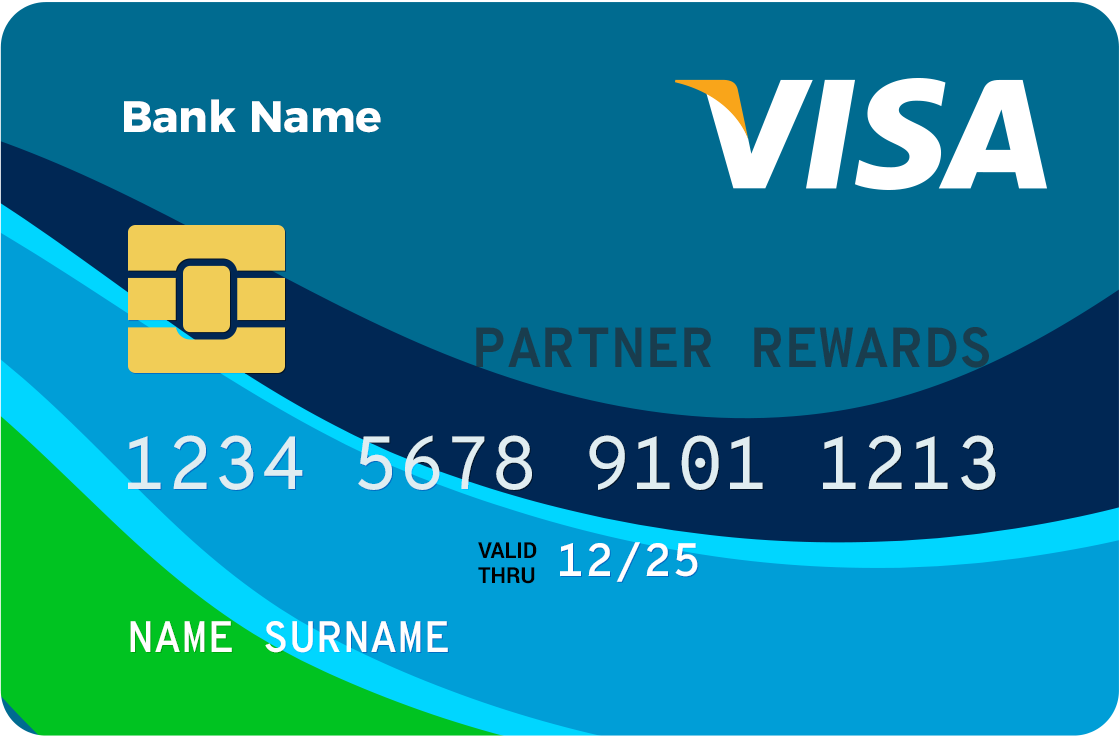 Bank Name
VISA
PARTNER REWARDS
1234 5678 9101 1213
VALID
THRU
12/25
NAME SURNAME